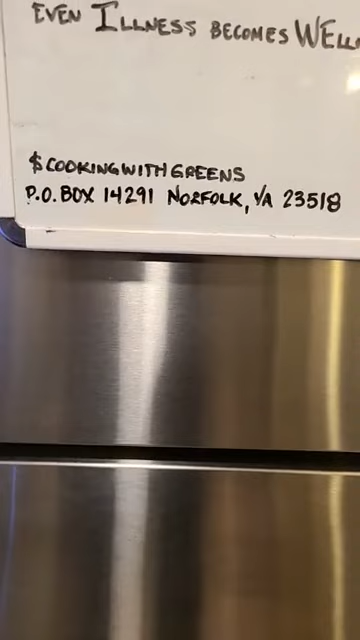 EVEN ILLNESS BECOMES
$COOKINGWITHGREENS
P.O. BOX 14291 NORFOLK, VA 23518